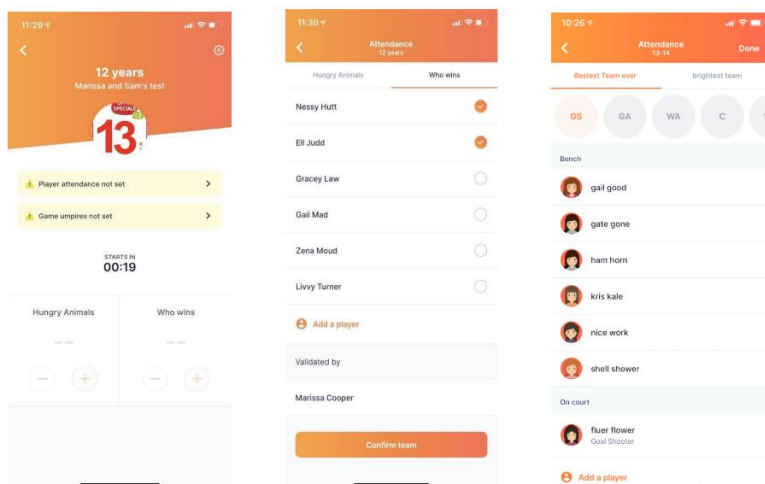 11:29
12 years
Marissa and Sam's test
SPECIALS
13
Player attendance not set
Game umpires not set
STARTS IN
00:19
Hungry Animals
Who wins
11:30
Attendance
12 years
Hungry Animals
Who wins
Nessy Hutt
Ell Judd
Gracey Law
Gail Mad
Zena Moud
Livvy Turner
Add a player
Validated by
Marissa Cooper
Confirm team
10:26
Attendance
13-14
Done
Bestest Team ever
brightest team
GS
GA
WA
C
Bench
gail good
gate gone
ham horn
kris kale
nice work
shell shower
On court
fluer flower
Goal Shooter
Add a player